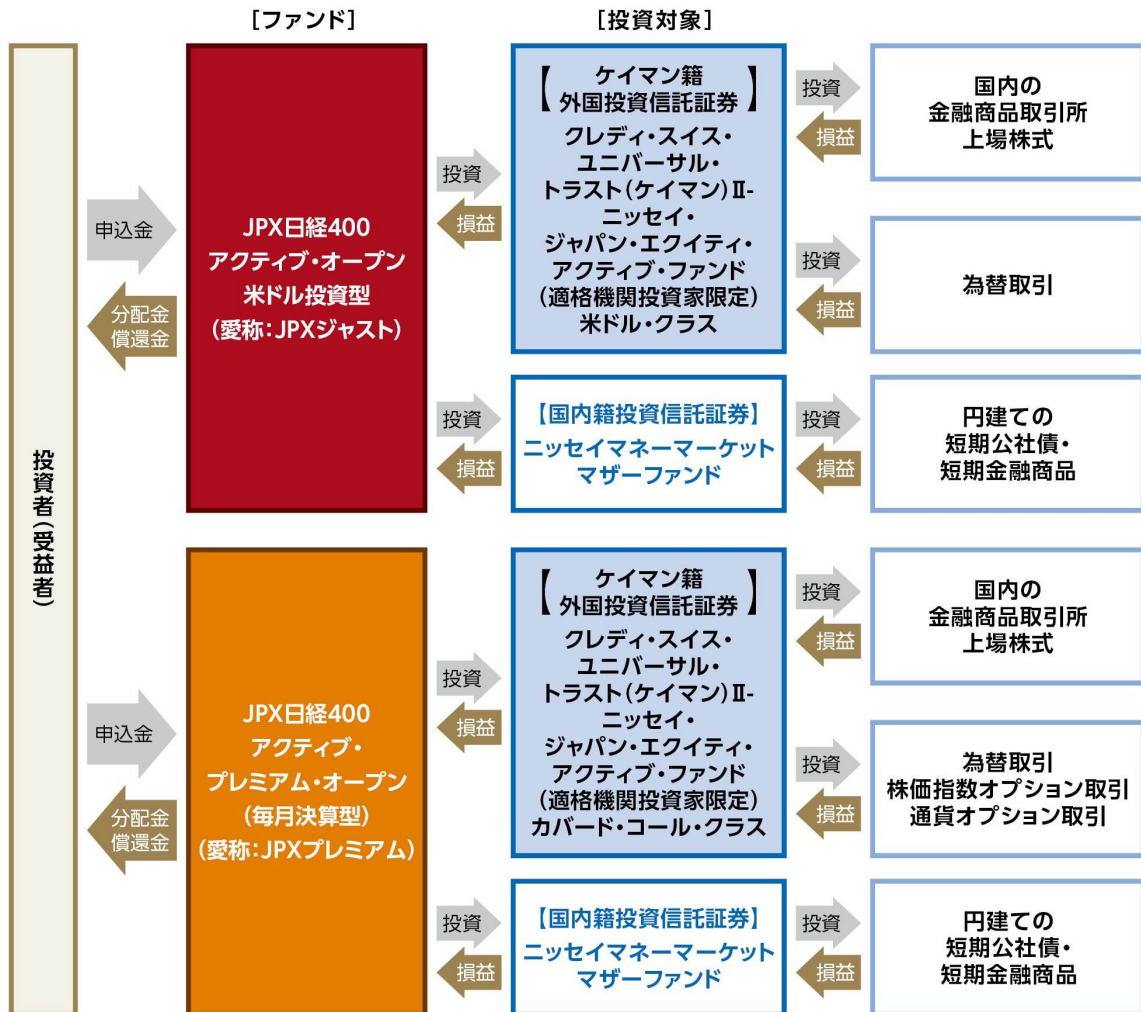 [ファンド]
[投資対象]
投資者(受益者)
申込金
分配金
償還金
JPX日経400
アクティブ・オープン
米ドル投資型
(愛称:JPXジャスト)
投資
損益
【ケイマン籍
外国投資信託証券】
クレディ・スイス・
ユニバーサル・
トラスト(ケイマン)Ⅱ-
ニッセイ・
ジャパン・エクイティ・
アクティブ・ファンド
(適格機関投資家限定)
米ドル・クラス
投資
損益
国内の
金融商品取引所
上場株式
投資
損益
為替取引
投資
損益
【国内籍投資信託証券】
ニッセイマネーマーケット
マザーファンド
投資
損益
円建ての
短期公社債・
短期金融商品
申込金
分配金
償還金
JPX日経400
アクティブ・
プレミアム・オープン
(毎月決算型)
(愛称:JPXプレミアム)
投資
損益
【ケイマン籍
外国投資信託証券】
クレディ・スイス・
ユニバーサル・
トラスト(ケイマン)Ⅱ-
ニッセイ・
ジャパン・エクイティ・
アクティブ・ファンド
(適格機関投資家限定)
カバード・コール・クラス
投資
損益
国内の
金融商品取引所
上場株式
投資
損益
為替取引
株価指数オプション取引
通貨オプション取引
投資
損益
【国内籍投資信託証券】
ニッセイマネーマーケット
マザーファンド
投資
損益
円建ての
短期公社債・
短期金融商品